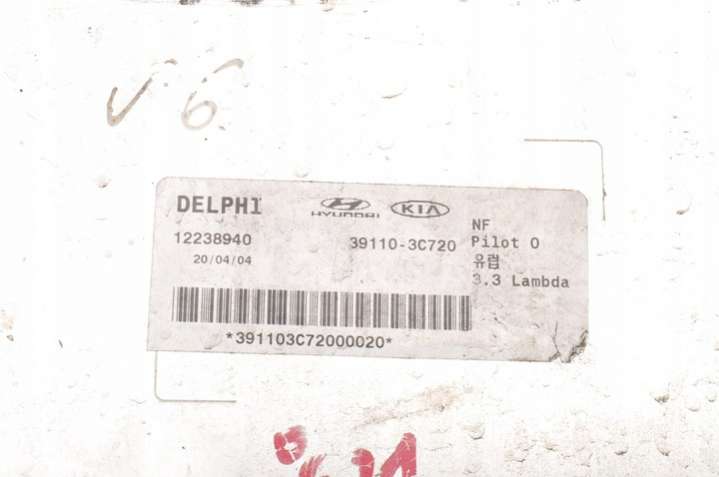 V6
DELPHI HYUNDAI KIA NF
12238940 39110-3C720 Pilot 0
20/04/04 유럽
3.3 Lambda
*391103C72000020*